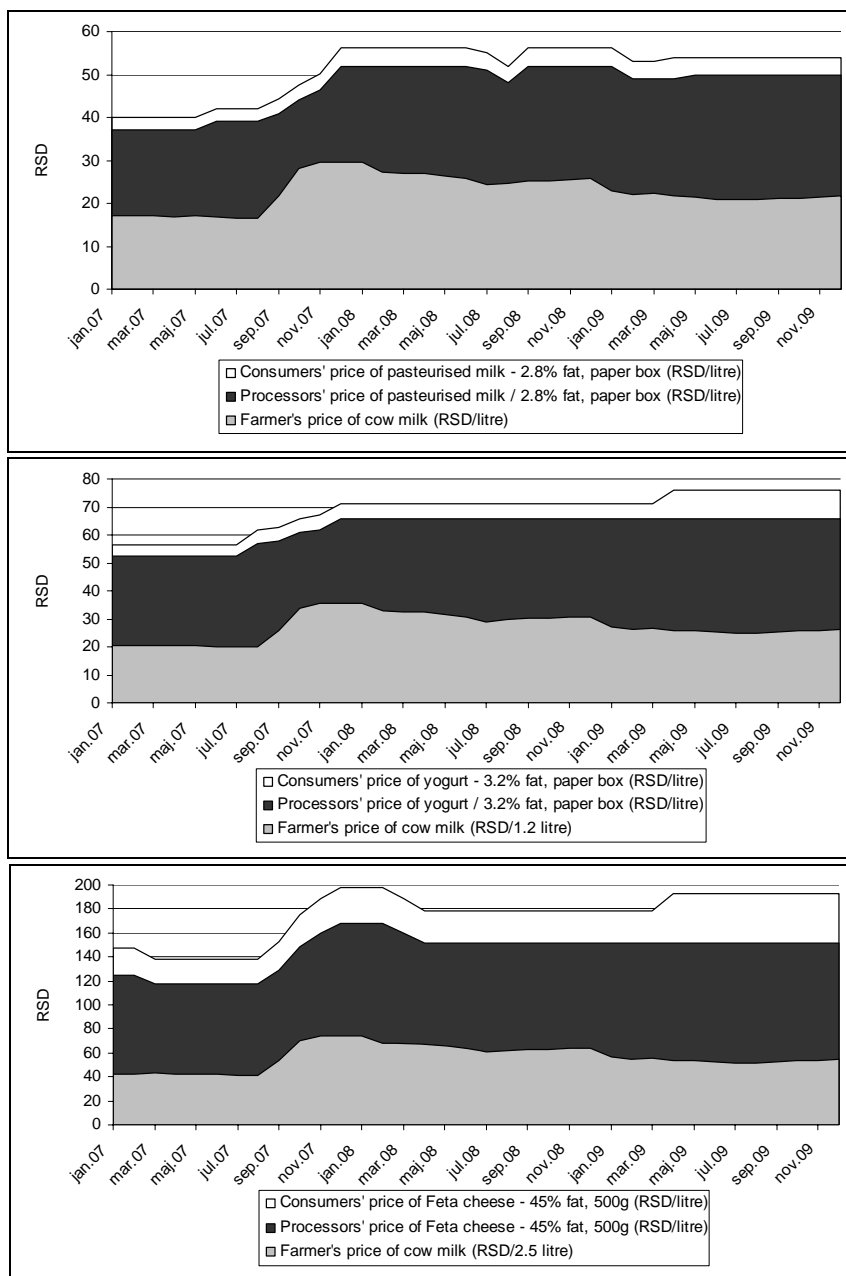 60
50
40
30
20
10
0
RSD
jan.07 mar.07 maj.07 jul.07 sep.07 nov.07 jan.08 mar.08 maj.08 jul.08 sep.08 nov.08 jan.09 mar.09 maj.09 jul.09 sep.09 nov.09
Consumers' price of pasteurised milk - 2.8% fat, paper box (RSD/litre)
Processors' price of pasteurised milk / 2.8% fat, paper box (RSD/litre)
Farmer's price of cow milk (RSD/litre)
80
70
60
50
40
30
20
10
0
RSD
jan.07 mar.07 maj.07 jul.07 sep.07 nov.07 jan.08 mar.08 maj.08 jul.08 sep.08 nov.08 jan.09 mar.09 maj.09 jul.09 sep.09 nov.09
Consumers' price of yogurt - 3.2% fat, paper box (RSD/litre)
Processors' price of yogurt / 3.2% fat, paper box (RSD/litre)
Farmer's price of cow milk (RSD/1.2 litre)
200
180
160
140
120
100
80
60
40
20
0
RSD
jan.07 mar.07 maj.07 jul.07 sep.07 nov.07 jan.08 mar.08 maj.08 jul.08 sep.08 nov.08 jan.09 mar.09 maj.09 jul.09 sep.09 nov.09
Consumers' price of Feta cheese - 45% fat, 500g (RSD/litre)
Processors' price of Feta cheese - 45% fat, 500g (RSD/litre)
Farmer's price of cow milk (RSD/2.5 litre)